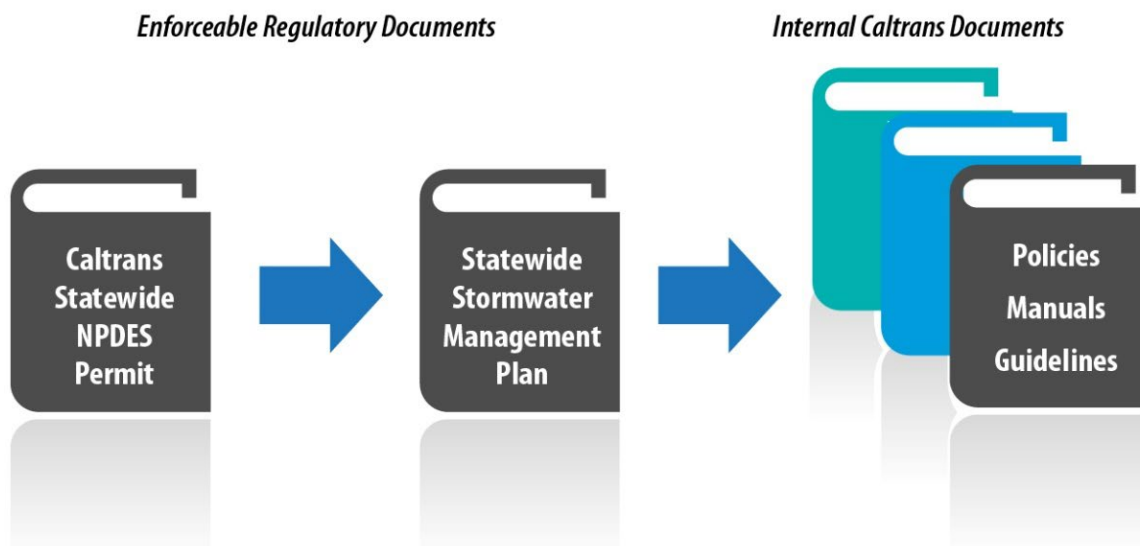 Enforceable Regulatory Documents
Internal Caltrans Documents
Caltrans
Statewide
NPDES
Permit
Statewide
Stormwater
Management
Plan
Policies
Manuals
Guidelines